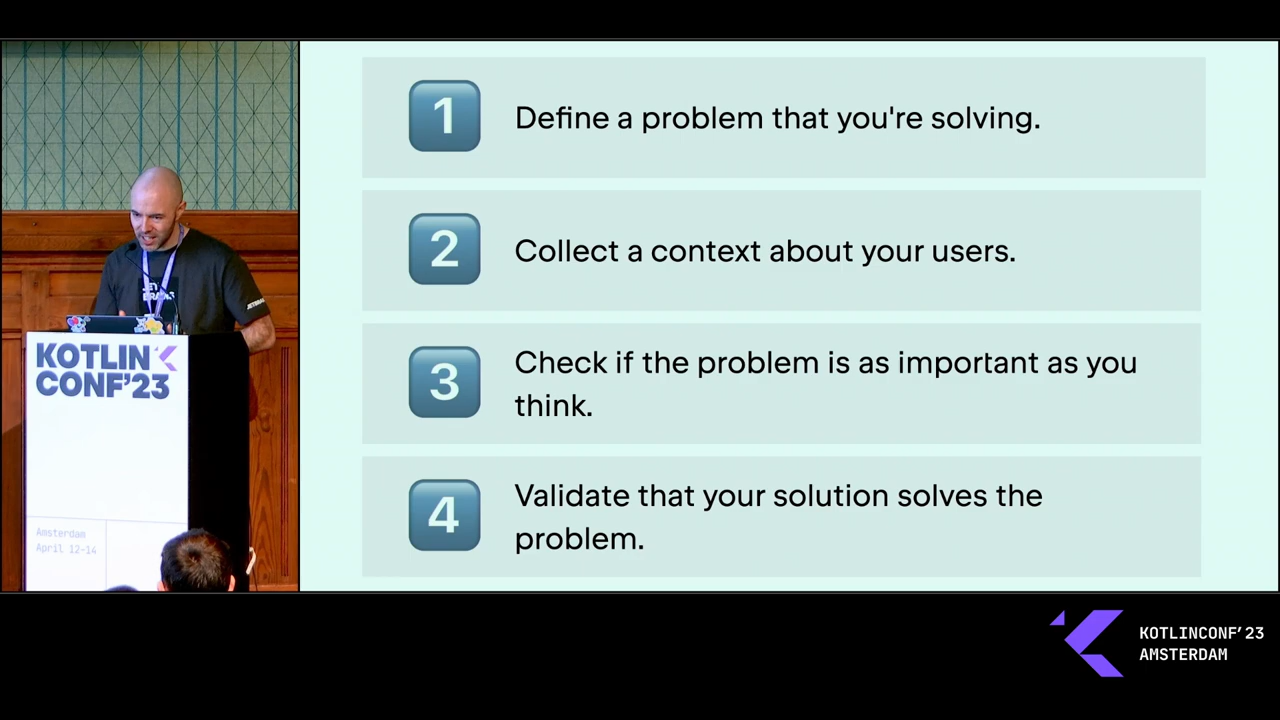 1
Define a problem that you're solving.
2
Collect a context about your users.
3
Check if the problem is as important as you
think.
4
Validate that your solution solves the
problem.
JET
BRAINS
KOTLIN
CONF'23
Amsterdam
April 12-14
KOTLINCONF'23
AMSTERDAM